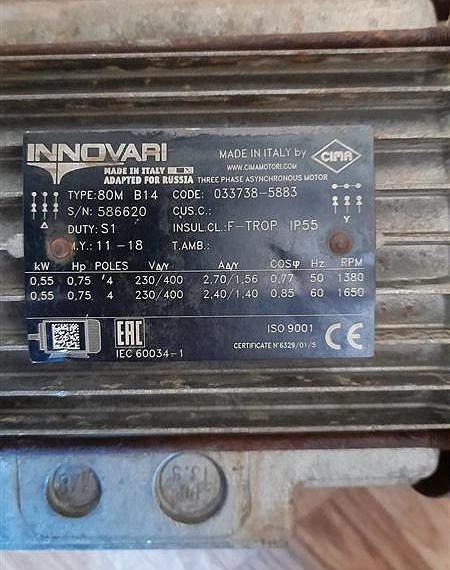 INNOVARI
MADE IN ITALY by CIMA
WWW.CIMAMOTORI.COM
MADE IN ITALY
ADAPTED FOR RUSSIA THREE PHASE ASYNCHRONOUS MOTOR
TYPE: 80M B14 CODE: 033738-5883
S/N: 586620 CUS.C.:
DUTY: S1 INSUL.CL.: F-TROP. IP55
M.Y.: 11-18 T.AMB.:
Δ Y
kW Hp POLES VΔ/Y AΔ/Y COSφ Hz RPM
0,55 0,75 4 230/400 2,70/1,56 0,77 50 1380
0,55 0,75 4 230/400 2,40/1,40 0,85 60 1650
EAC
IEC 60034-1
ISO 9001
CERTIFICATE N°6329/01/S
CE